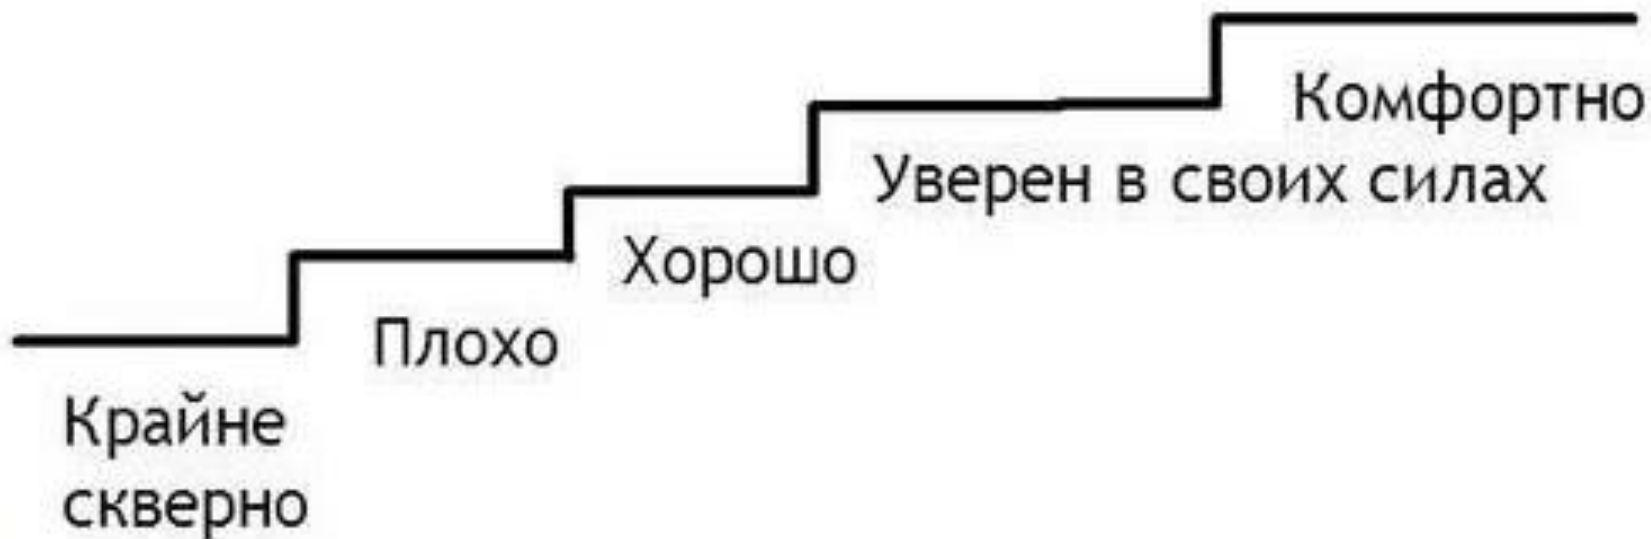 Комфортно
Уверен в своих силах
Хорошо
Плохо
Крайне
скверно